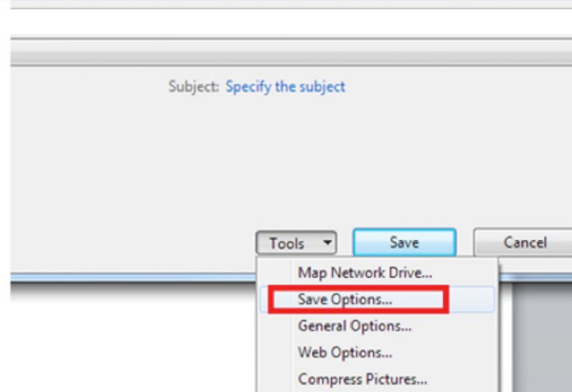 Subject: Specify the subject
Tools Save Cancel
Map Network Drive...
Save Options...
General Options...
Web Options...
Compress Pictures...